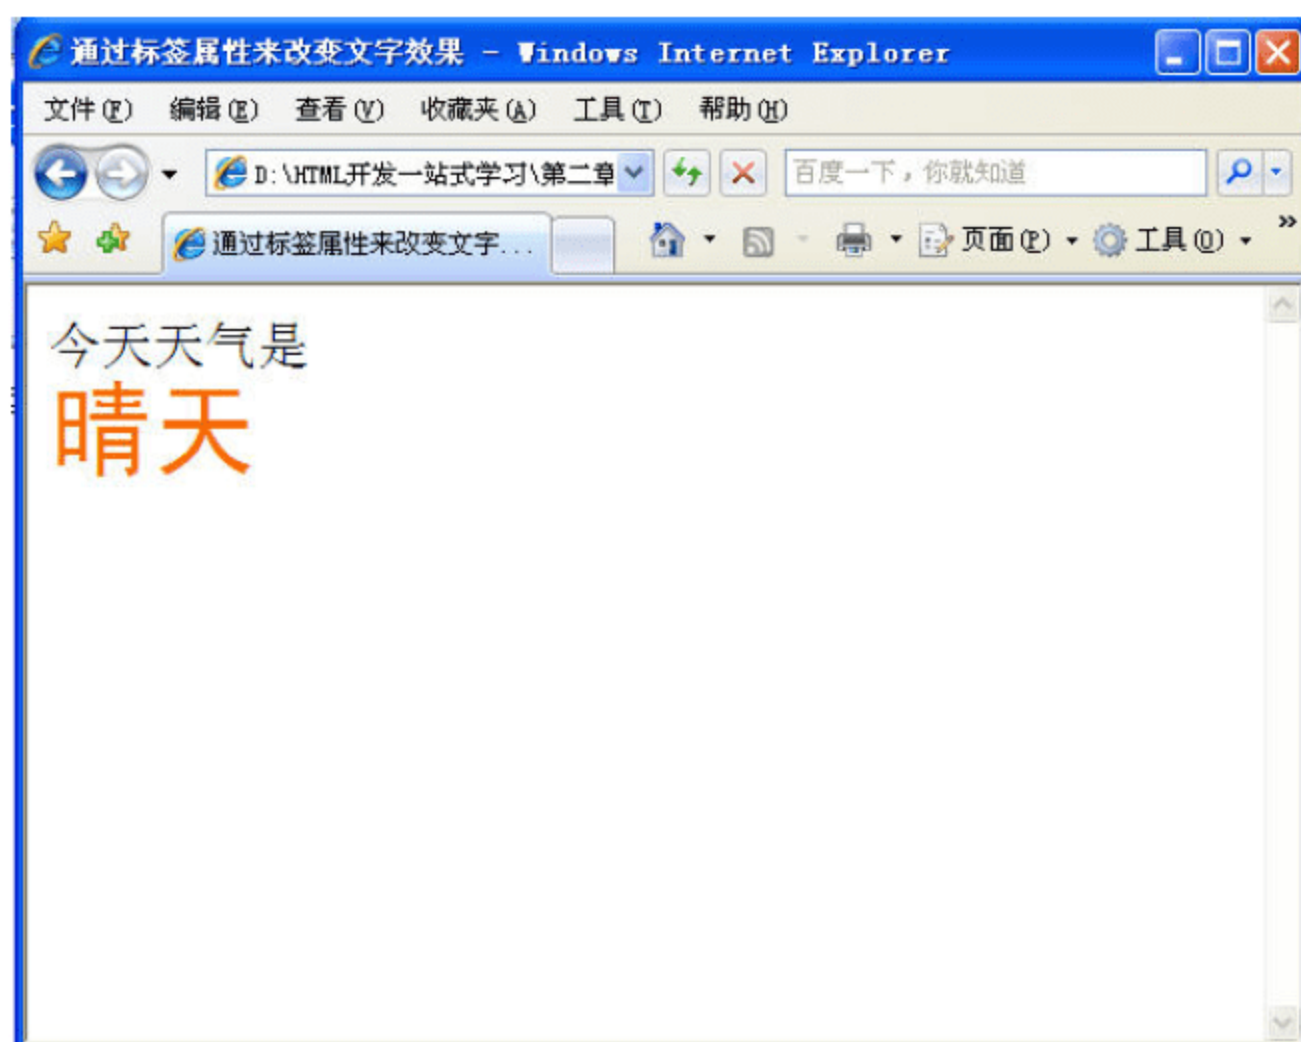 通过标签属性来改变文字效果 - Windows Internet Explorer
文件(F) 编辑(E) 查看(V) 收藏夹(A) 工具(T) 帮助(H)
D:\HTML开发一站式学习\第二章 百度一下，你就知道
通过标签属性来改变文字... 页面(P) 工具(O) »
今天天气是
晴天